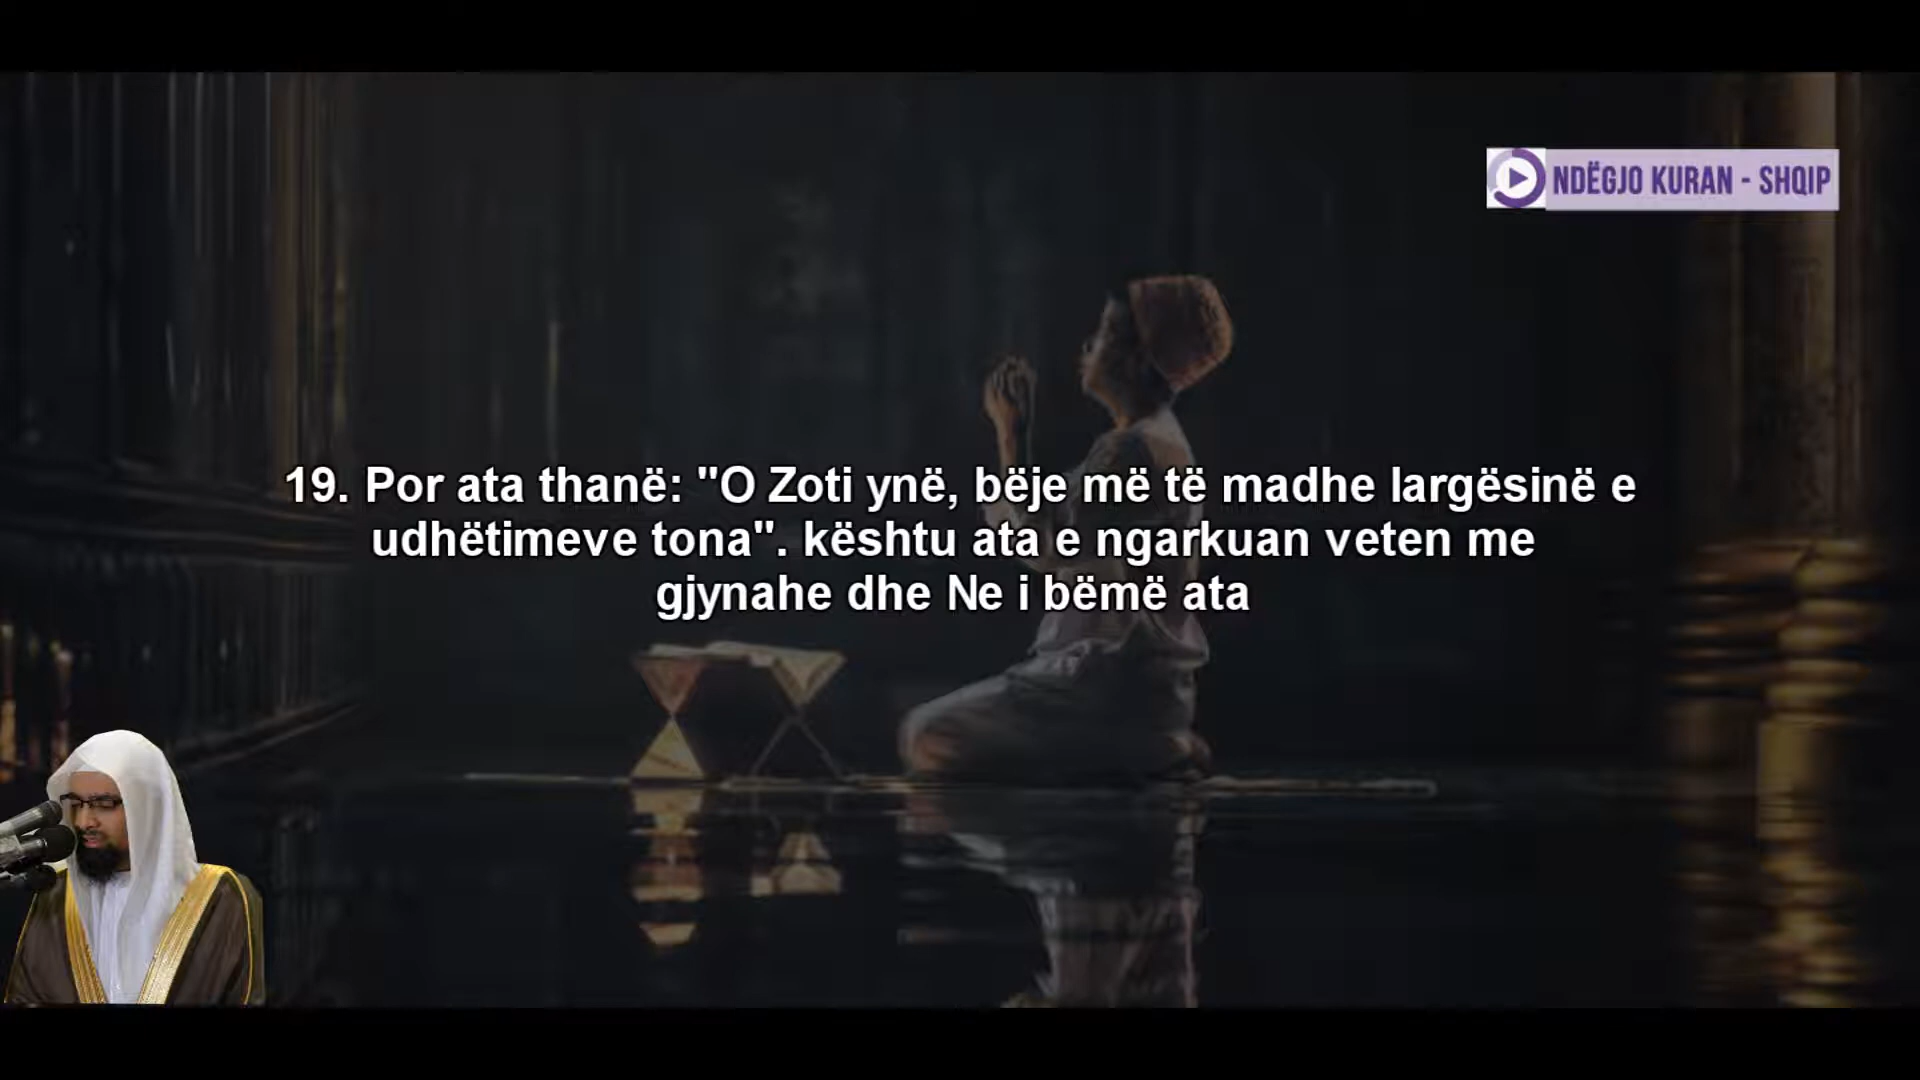 NDËGJO KURAN - SHQIP
19. Por ata thanë: "O Zoti ynë, bëje më të madhe largësinë e
udhëtimeve tona". kështu ata e ngarkuan veten me
gjynahe dhe Ne i bëmë ata